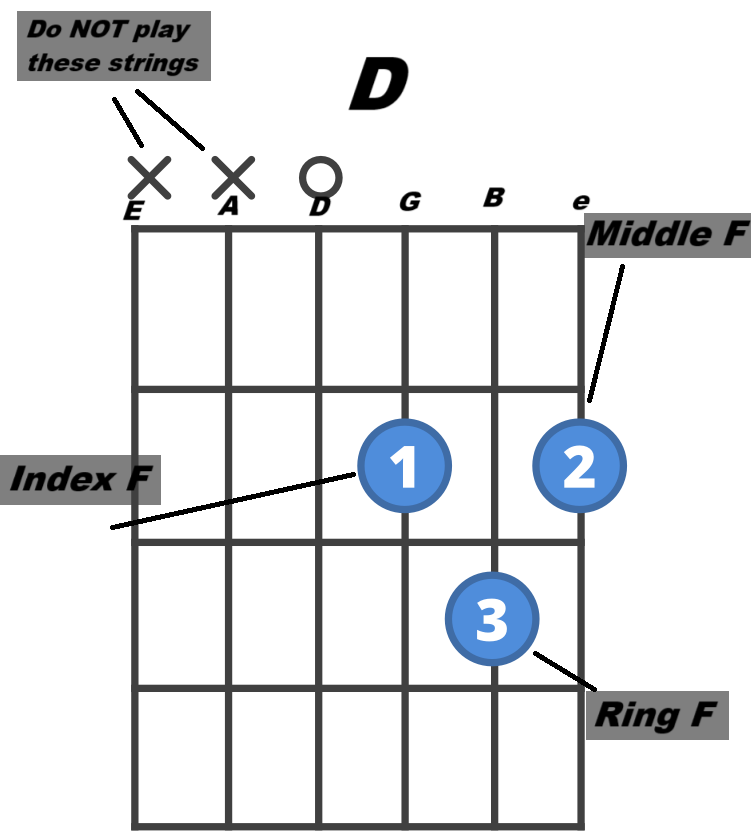 Do NOT play
these strings
D
E A D G B e
Middle F
1 2
Index F
3
Ring F